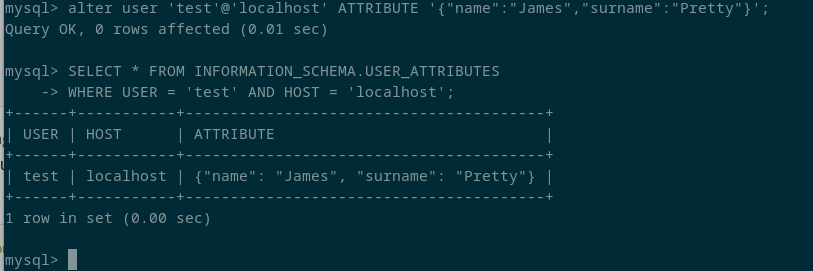 mysql> alter user 'test'@'localhost' ATTRIBUTE '{"name":"James","surname":"Pretty"}';
Query OK, 0 rows affected (0.01 sec)
mysql> SELECT * FROM INFORMATION_SCHEMA.USER_ATTRIBUTES
    -> WHERE USER = 'test' AND HOST = 'localhost';
+------+-----------+---------------------------------------+
| USER | HOST      | ATTRIBUTE                             |
+------+-----------+---------------------------------------+
| test | localhost | {"name": "James", "surname": "Pretty"} |
+------+-----------+---------------------------------------+
1 row in set (0.00 sec)
mysql>